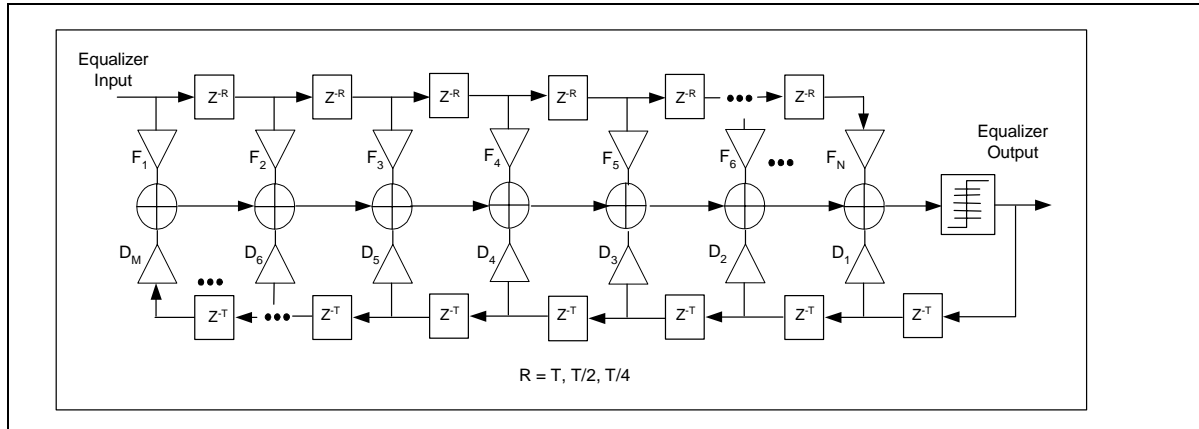 Equalizer
Input
Z-R Z-R Z-R Z-R Z-R Z-R
F1 F2 F3 F4 F5 F6 FN
Equalizer
Output
DM D6 D5 D4 D3 D2 D1
Z-T Z-T Z-T Z-T Z-T Z-T Z-T
R = T, T/2, T/4